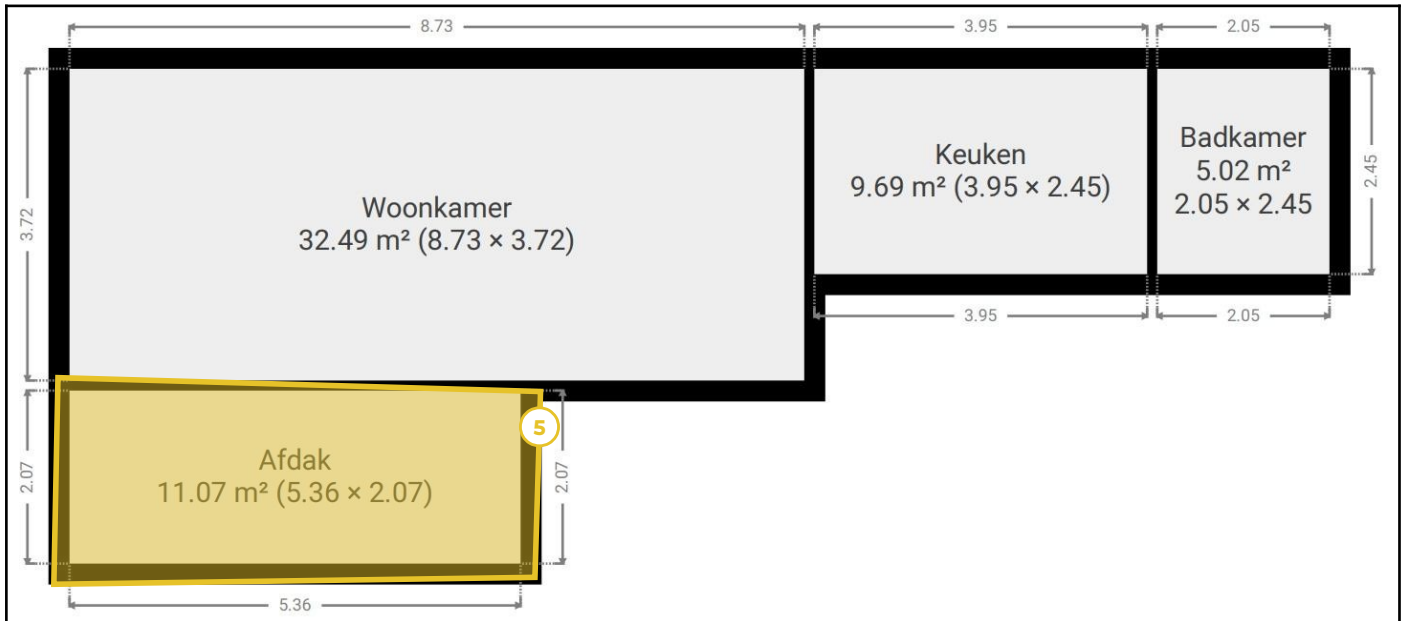 8.73
3.95
2.05
Woonkamer
32.49 m² (8.73 × 3.72)
Keuken
9.69 m² (3.95 × 2.45)
Badkamer
5.02 m²
2.05 × 2.45
3.72
2.45
3.95
2.05
Afdak
11.07 m² (5.36 × 2.07)
5
2.07
2.07
5.36